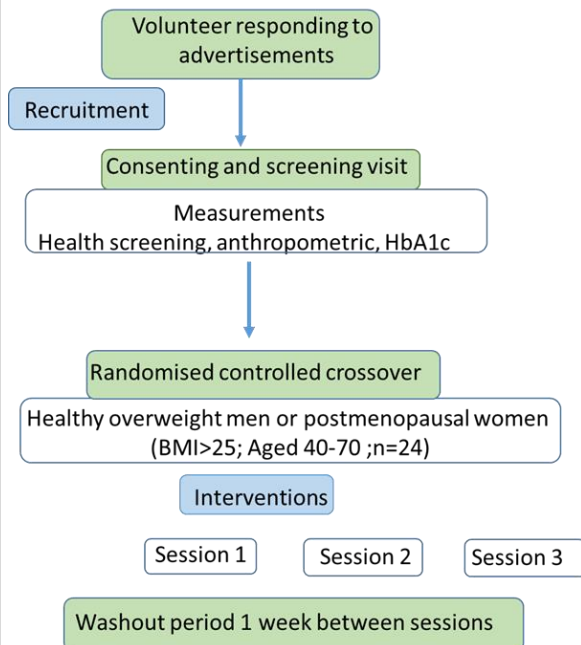 Volunteer responding to
advertisements
Recruitment
Consenting and screening visit
Measurements
Health screening, anthropometric, HbA1c
Randomised controlled crossover
Healthy overweight men or postmenopausal women
(BMI>25; Aged 40-70 ;n=24)
Interventions
Session 1
Session 2
Session 3
Washout period 1 week between sessions